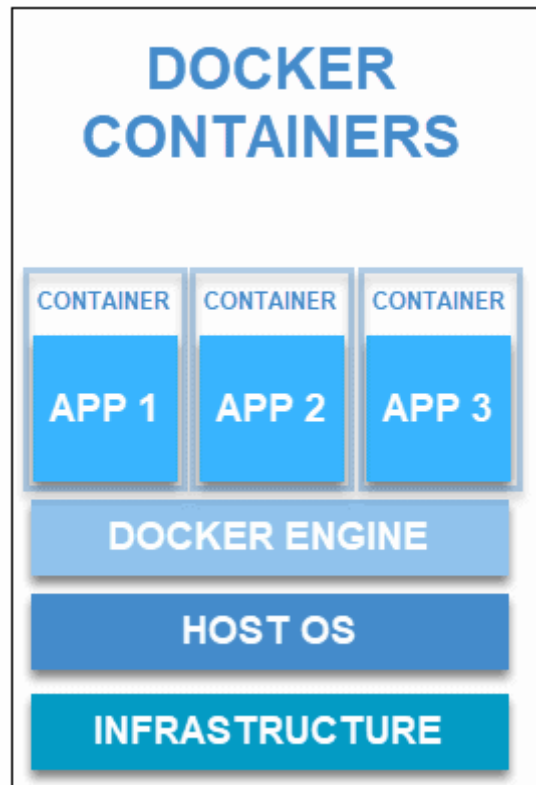 DOCKER
CONTAINERS
CONTAINER CONTAINER CONTAINER
APP 1 APP 2 APP 3
DOCKER ENGINE
HOST OS
INFRASTRUCTURE